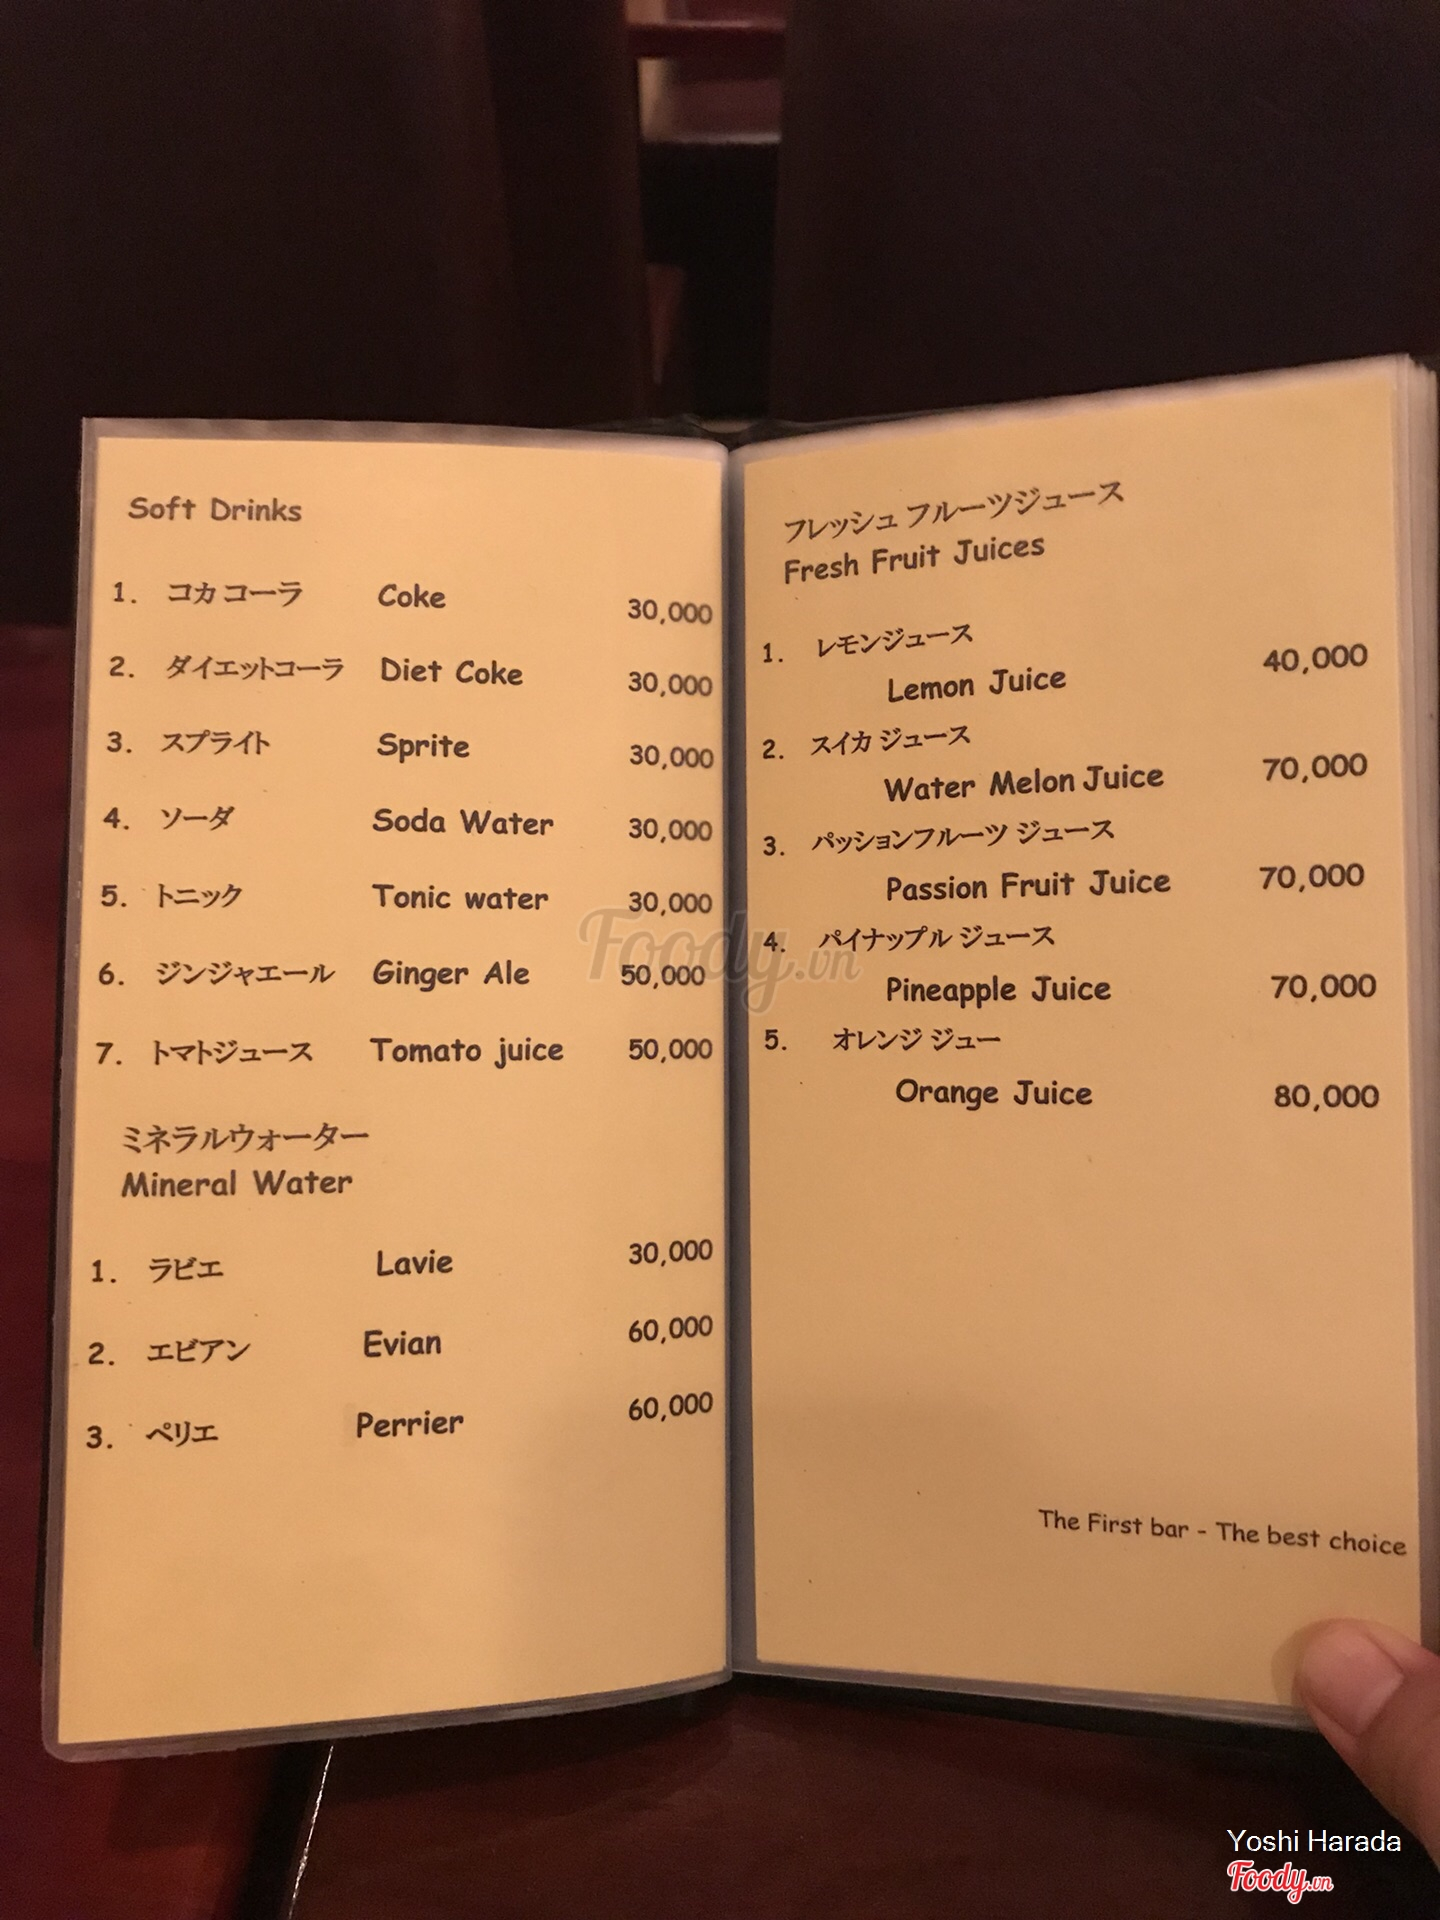 Soft Drinks
1. コカ コーラ Coke 30,000
2. ダイエットコーラ Diet Coke 30,000
3. スプライト Sprite 30,000
4. ソーダ Soda Water 30,000
5. トニック Tonic water 30,000
6. ジンジャエール Ginger Ale 50,000
7. トマトジュース Tomato juice 50,000
ミネラルウォーター
Mineral Water
1. ラビエ Lavie 30,000
2. エビアン Evian 60,000
3. ペリエ Perrier 60,000
フレッシュ フルーツジュース
Fresh Fruit Juices
1. レモンジュース
Lemon Juice 40,000
2. スイカ ジュース
Water Melon Juice 70,000
3. パッションフルーツ ジュース
Passion Fruit Juice 70,000
4. パイナップル ジュース
Pineapple Juice 70,000
5. オレンジ ジュー
Orange Juice 80,000
The First bar - The best choice
Foody.vn
Yoshi Harada
Foody.vn